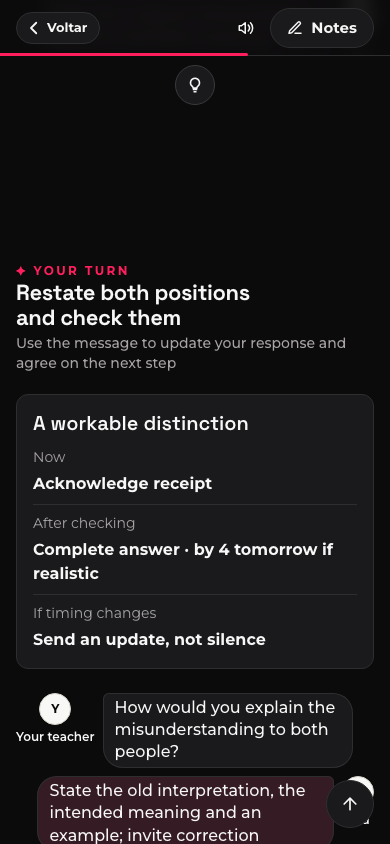 Voltar
Notes
YOUR TURN
Restate both positions
and check them
Use the message to update your response and
agree on the next step
A workable distinction
Now
Acknowledge receipt
After checking
Complete answer · by 4 tomorrow if
realistic
If timing changes
Send an update, not silence
Y
Your teacher
How would you explain the
misunderstanding to both
people?
State the old interpretation, the
intended meaning and an
example; invite correction